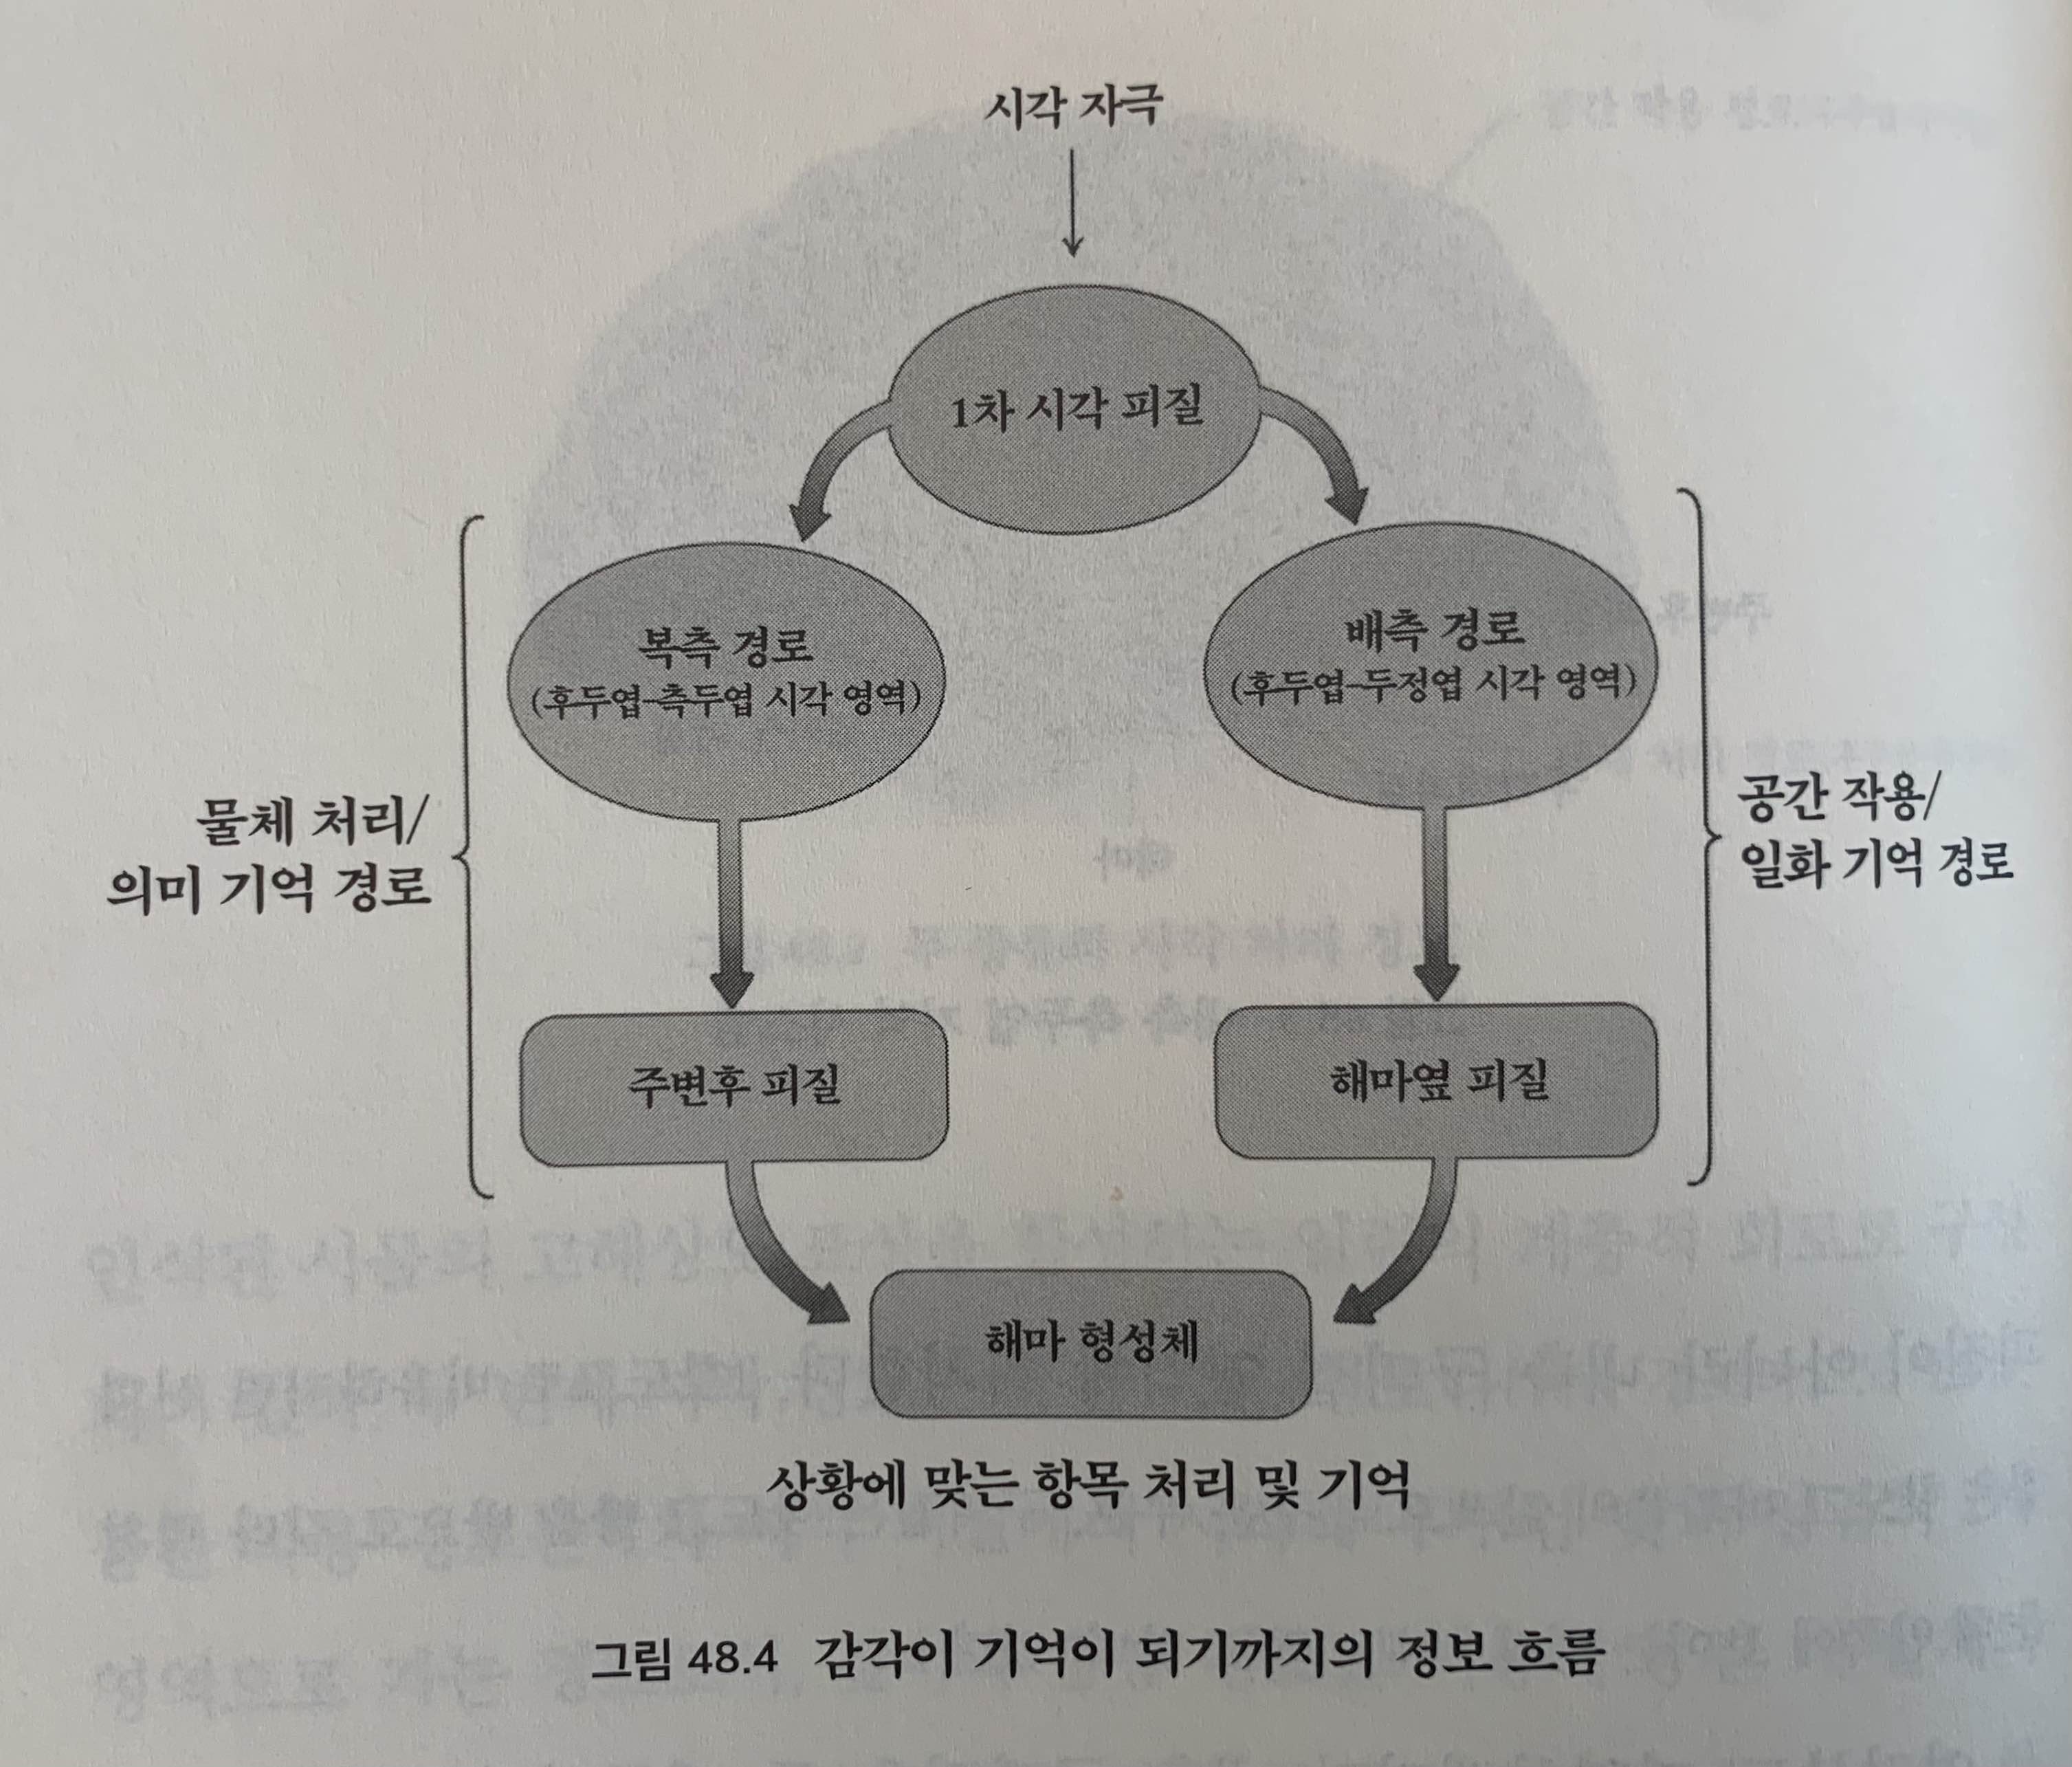 시각 자극
1차 시각 피질
복측 경로
(후두엽-측두엽 시각 영역)
배측 경로
(후두엽-두정엽 시각 영역)
물체 처리/
의미 기억 경로
공간 작용/
일화 기억 경로
주변후 피질
해마옆 피질
해마 형성체
상황에 맞는 항목 처리 및 기억
그림 48.4 감각이 기억이 되기까지의 정보 흐름